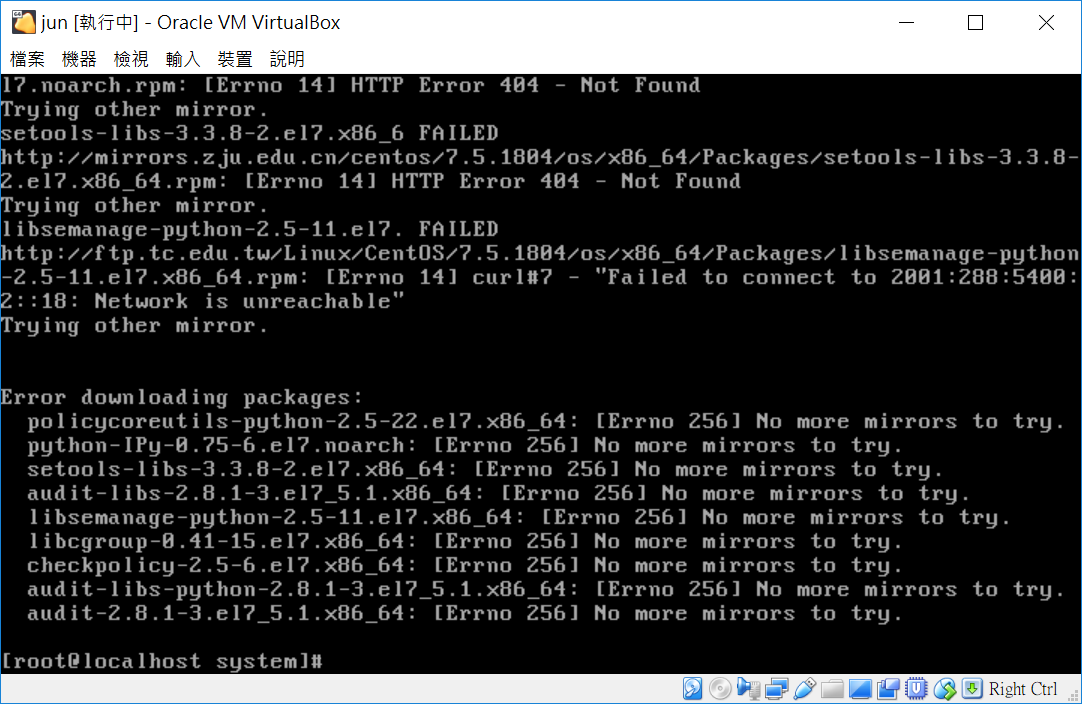 jun [執行中] - Oracle VM VirtualBox
檔案 機器 檢視 輸入 裝置 說明
l7.noarch.rpm: [Errno 14] HTTP Error 404 - Not Found
Trying other mirror.
setools-libs-3.3.8-2.el7.x86_6 FAILED
http://mirrors.zju.edu.cn/centos/7.5.1804/os/x86_64/Packages/setools-libs-3.3.8-
2.el7.x86_64.rpm: [Errno 14] HTTP Error 404 - Not Found
Trying other mirror.
libsemanage-python-2.5-11.el7. FAILED
http://ftp.tc.edu.tw/Linux/CentOS/7.5.1804/os/x86_64/Packages/libsemanage-python
-2.5-11.el7.x86_64.rpm: [Errno 14] curl#7 - "Failed to connect to 2001:288:5400:
2::18: Network is unreachable"
Trying other mirror.
Error downloading packages:
policycoreutils-python-2.5-22.el7.x86_64: [Errno 256] No more mirrors to try.
python-IPy-0.75-6.el7.noarch: [Errno 256] No more mirrors to try.
setools-libs-3.3.8-2.el7.x86_64: [Errno 256] No more mirrors to try.
audit-libs-2.8.1-3.el7_5.1.x86_64: [Errno 256] No more mirrors to try.
libsemanage-python-2.5-11.el7.x86_64: [Errno 256] No more mirrors to try.
libcgroup-0.41-15.el7.x86_64: [Errno 256] No more mirrors to try.
checkpolicy-2.5-6.el7.x86_64: [Errno 256] No more mirrors to try.
audit-libs-python-2.8.1-3.el7_5.1.x86_64: [Errno 256] No more mirrors to try.
audit-2.8.1-3.el7_5.1.x86_64: [Errno 256] No more mirrors to try.
[root@localhost system]#
Right Ctrl